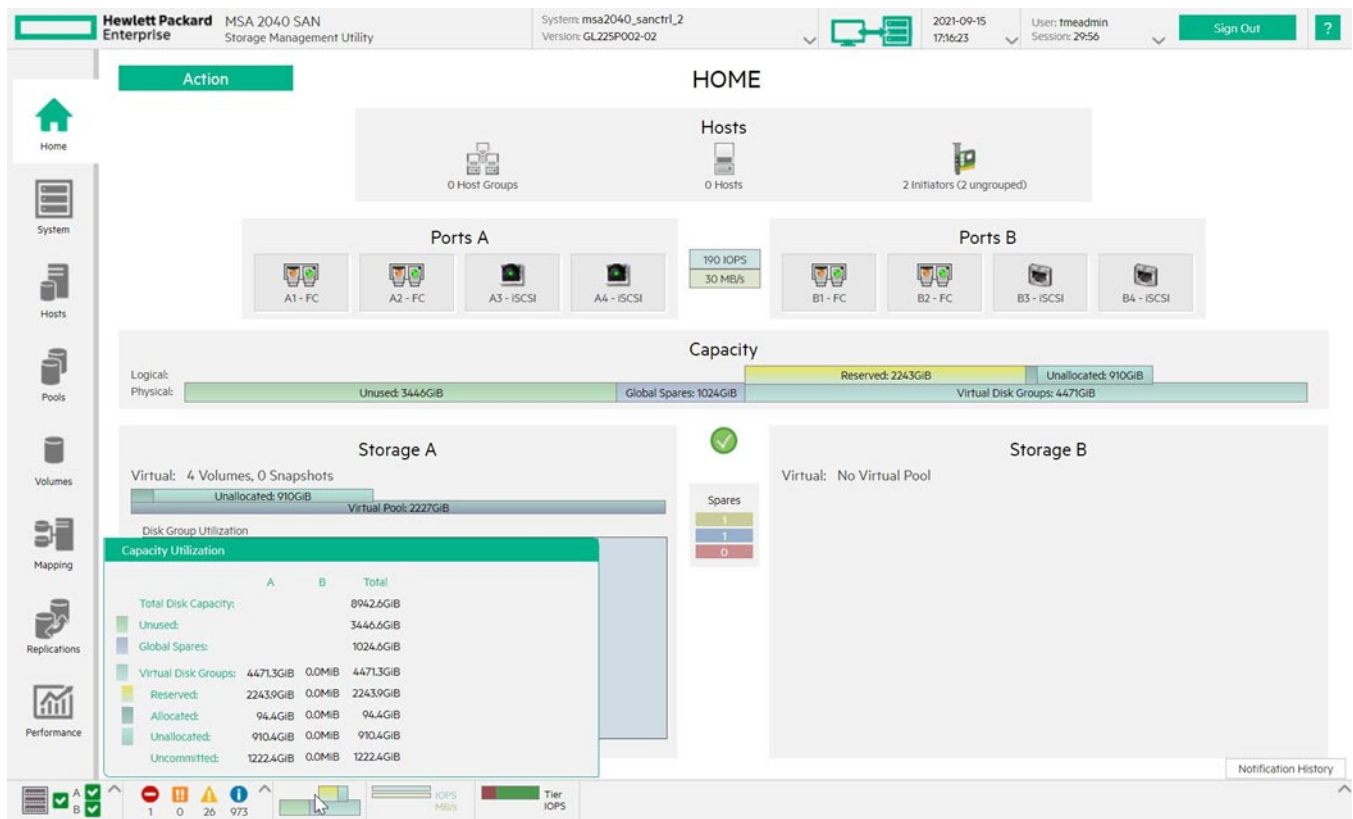 Hewlett Packard
Enterprise
MSA 2040 SAN
Storage Management Utility
System: msa2040_sanctrl_2
Version: GL225P002-02
2021-09-15
17:16:23
User: tmeadmin
Session: 29:56
Sign Out
?
Action
HOME
Home
System
Hosts
Pools
Volumes
Mapping
Replications
Performance
Hosts
0 Host Groups
0 Hosts
2 Initiators (2 ungrouped)
Ports A
A1 - FC
A2 - FC
A3 - iSCSI
A4 - iSCSI
190 IOPS
30 MB/s
Ports B
B1 - FC
B2 - FC
B3 - iSCSI
B4 - iSCSI
Capacity
Logical:
Reserved: 2243GiB
Unallocated: 910GiB
Physical:
Unused: 3446GiB
Global Spares: 1024GiB
Virtual Disk Groups: 4471GiB
Storage A
Virtual: 4 Volumes, 0 Snapshots
Unallocated: 910GiB
Virtual Pool: 2227GiB
Disk Group Utilization
Spares
1
1
0
Storage B
Virtual: No Virtual Pool
Capacity Utilization
A B Total
Total Disk Capacity: 8942.6GiB
Unused: 3446.6GiB
Global Spares: 1024.6GiB
Virtual Disk Groups: 4471.3GiB 0.0MiB 4471.3GiB
Reserved: 2243.9GiB 0.0MiB 2243.9GiB
Allocated: 94.4GiB 0.0MiB 94.4GiB
Unallocated: 910.4GiB 0.0MiB 910.4GiB
Uncommitted: 1222.4GiB 0.0MiB 1222.4GiB
Notification History
A
B
1 0 26 973
IOPS
MB/s
Tier
IOPS